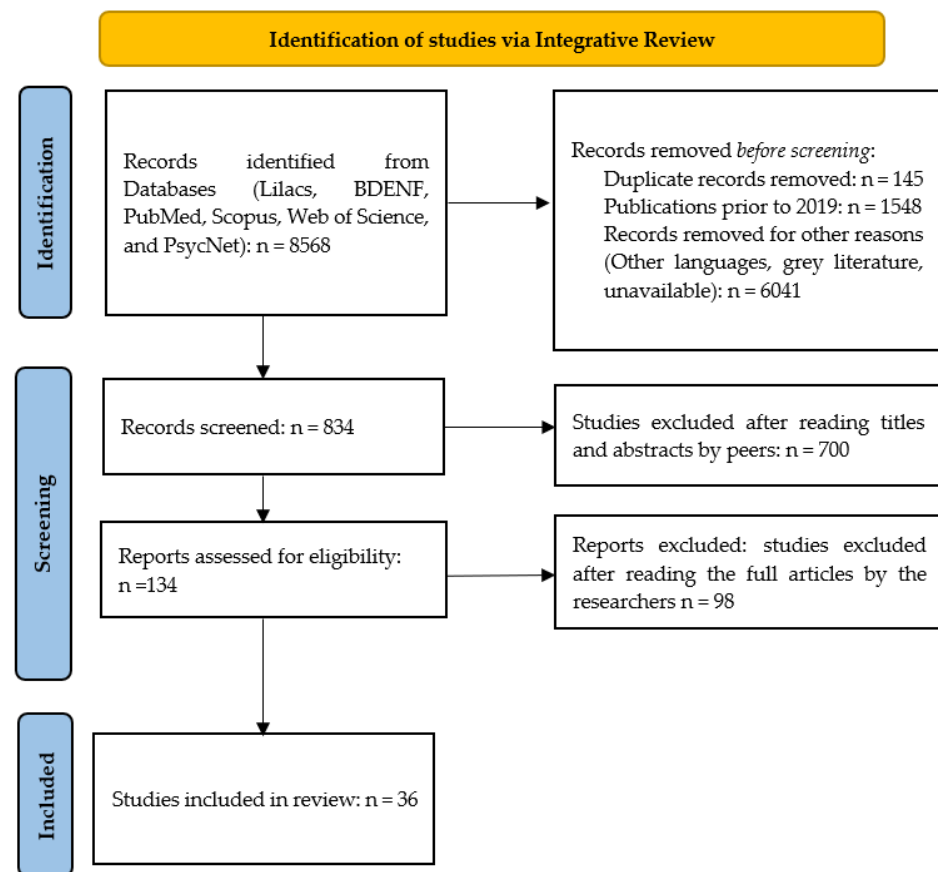 Identification of studies via Integrative Review
Identification
Records identified from
Databases (Lilacs, BDENF,
PubMed, Scopus, Web of Science,
and PsycNet): n = 8568
Records removed before screening:
Duplicate records removed: n = 145
Publications prior to 2019: n = 1548
Records removed for other reasons
(Other languages, grey literature,
unavailable): n = 6041
Screening
Records screened: n = 834
Studies excluded after reading titles
and abstracts by peers: n = 700
Reports assessed for eligibility:
n =134
Reports excluded: studies excluded
after reading the full articles by the
researchers n = 98
Included
Studies included in review: n = 36